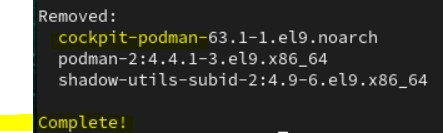 Removed:
cockpit-podman-63.1-1.el9.noarch
podman-2:4.4.1-3.el9.x86_64
shadow-utils-subid-2:4.9-6.el9.x86_64
Complete!